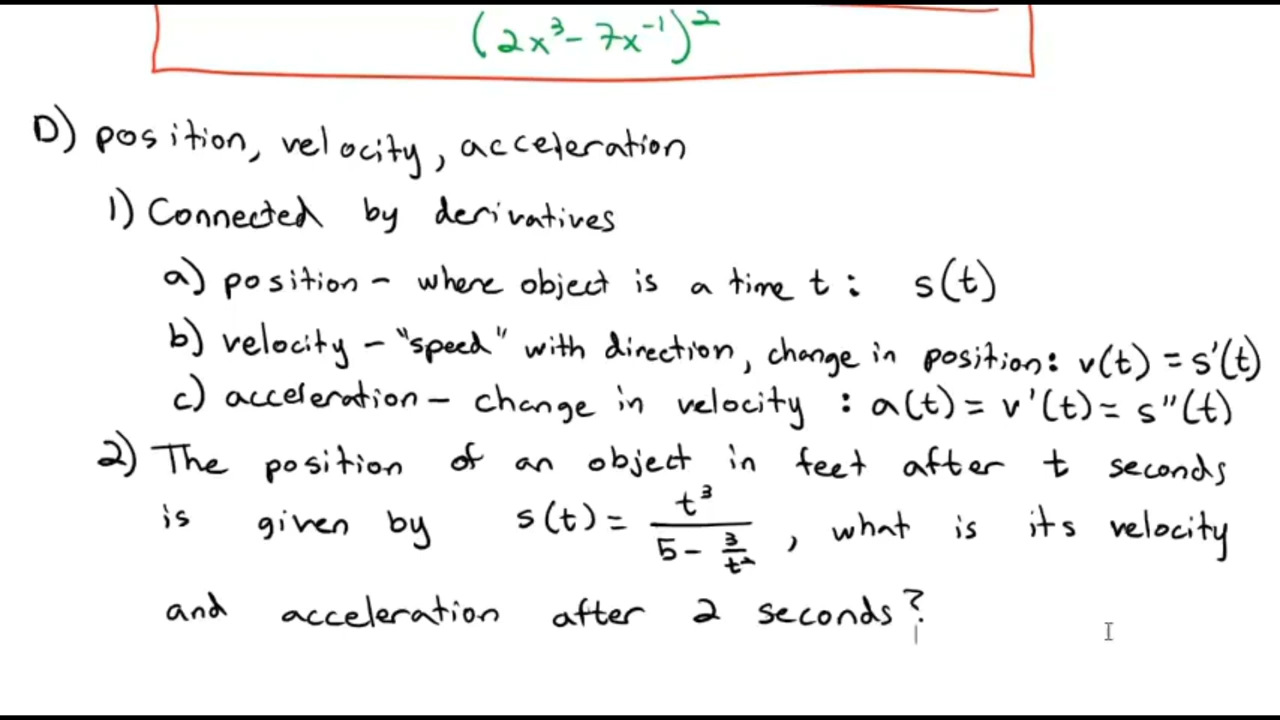 (2x³ - 7x⁻¹)²
D) position, velocity, acceleration
1) Connected by derivatives
a) position - where object is a time t : s(t)
b) velocity - "speed" with direction, change in position: v(t) = s'(t)
c) acceleration - change in velocity : a(t) = v'(t) = s''(t)
2) The position of an object in feet after t seconds
is given by s(t) = t³ / (5 - 3/t²) , what is its velocity
and acceleration after 2 seconds?